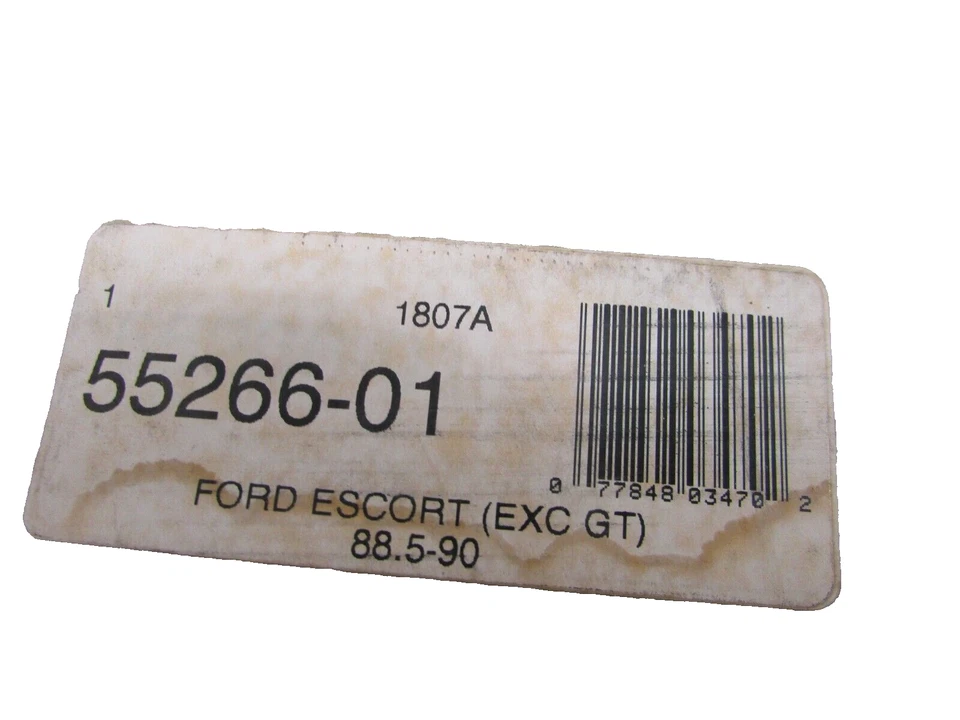 1
1807A
55266-01
0 77848 03470 2
FORD ESCORT (EXC GT)
88.5-90